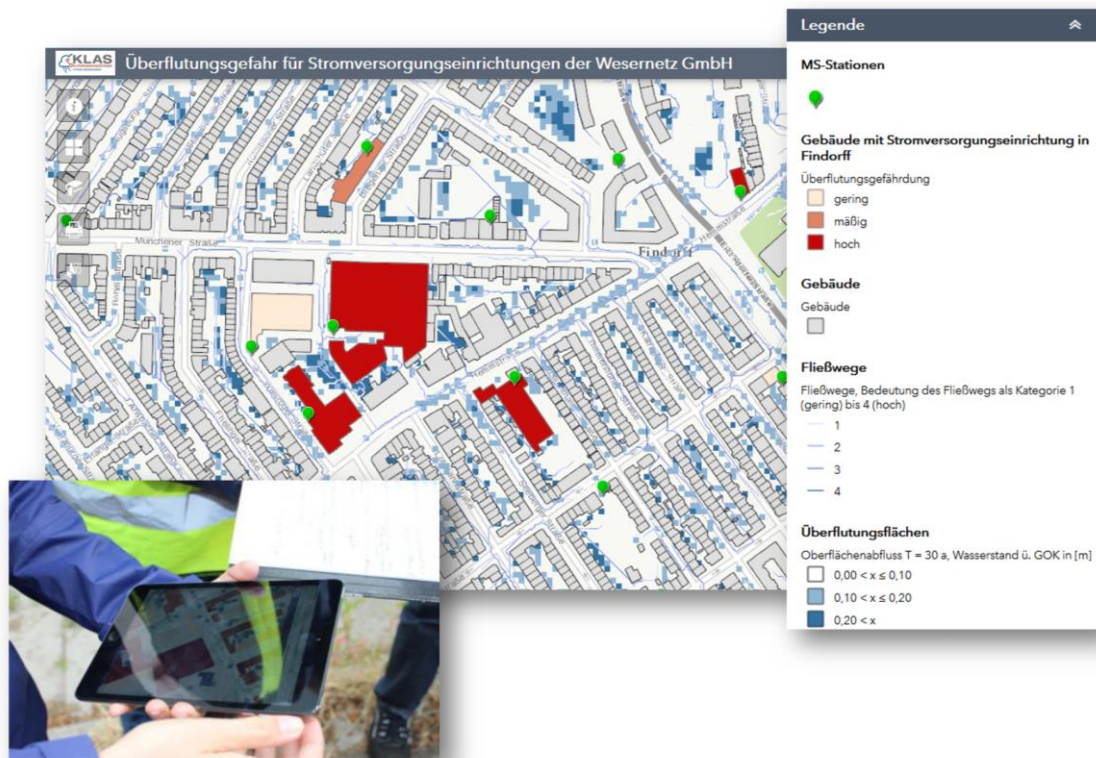 KLAS
Überflutungsgefahr für Stromversorgungseinrichtungen der Wesernetz GmbH
Münchener Straße
Findorff
Legende
MS-Stationen
Gebäude mit Stromversorgungseinrichtung in
Findorff
Überflutungsgefährdung
gering
mäßig
hoch
Gebäude
Gebäude
Fließwege
Fließwege, Bedeutung des Fließwegs als Kategorie 1
(gering) bis 4 (hoch)
1
2
3
4
Überflutungsflächen
Oberflächenabfluss T = 30 a, Wasserstand ü. GOK in [m]
0,00 < x ≤ 0,10
0,10 < x ≤ 0,20
0,20 < x